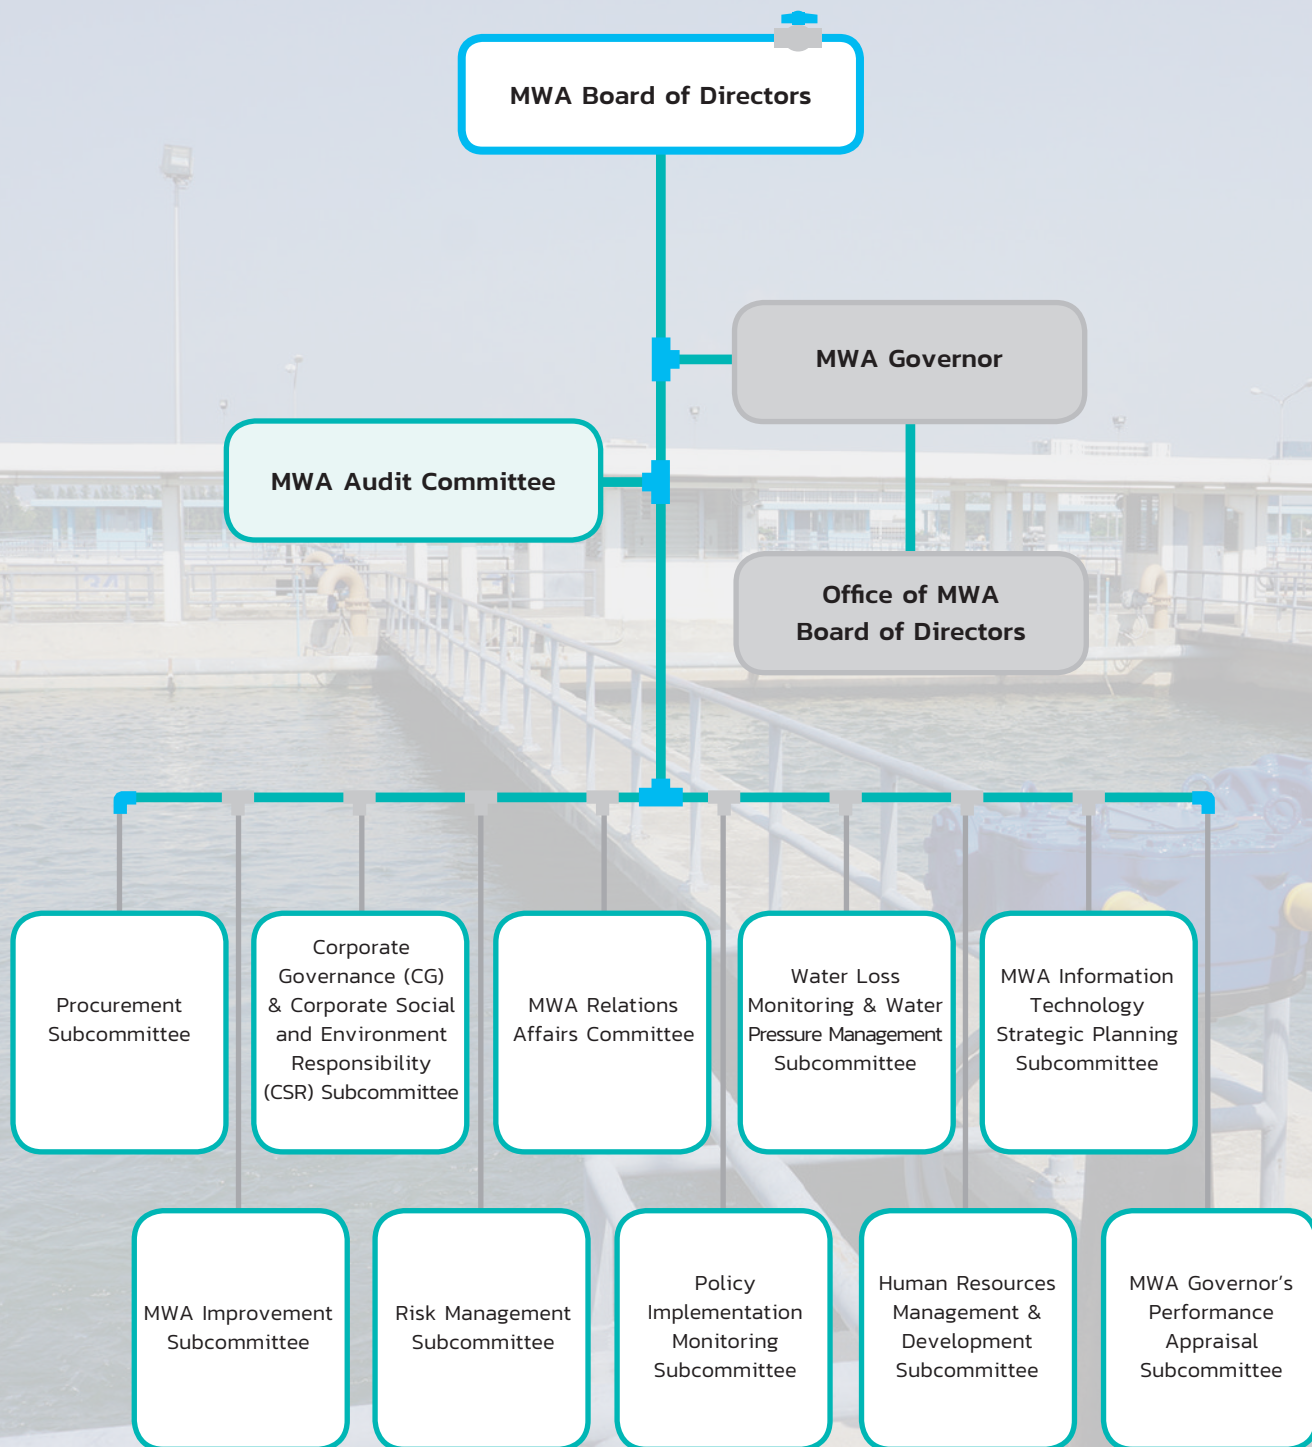 MWA Board of Directors
MWA Governor
MWA Audit Committee
Office of MWA
Board of Directors
Procurement
Subcommittee
Corporate
Governance (CG)
& Corporate Social
and Environment
Responsibility
(CSR) Subcommittee
MWA Relations
Affairs Committee
Water Loss
Monitoring & Water
Pressure Management
Subcommittee
MWA Information
Technology
Strategic Planning
Subcommittee
MWA Improvement
Subcommittee
Risk Management
Subcommittee
Policy
Implementation
Monitoring
Subcommittee
Human Resources
Management &
Development
Subcommittee
MWA Governor’s
Performance
Appraisal
Subcommittee